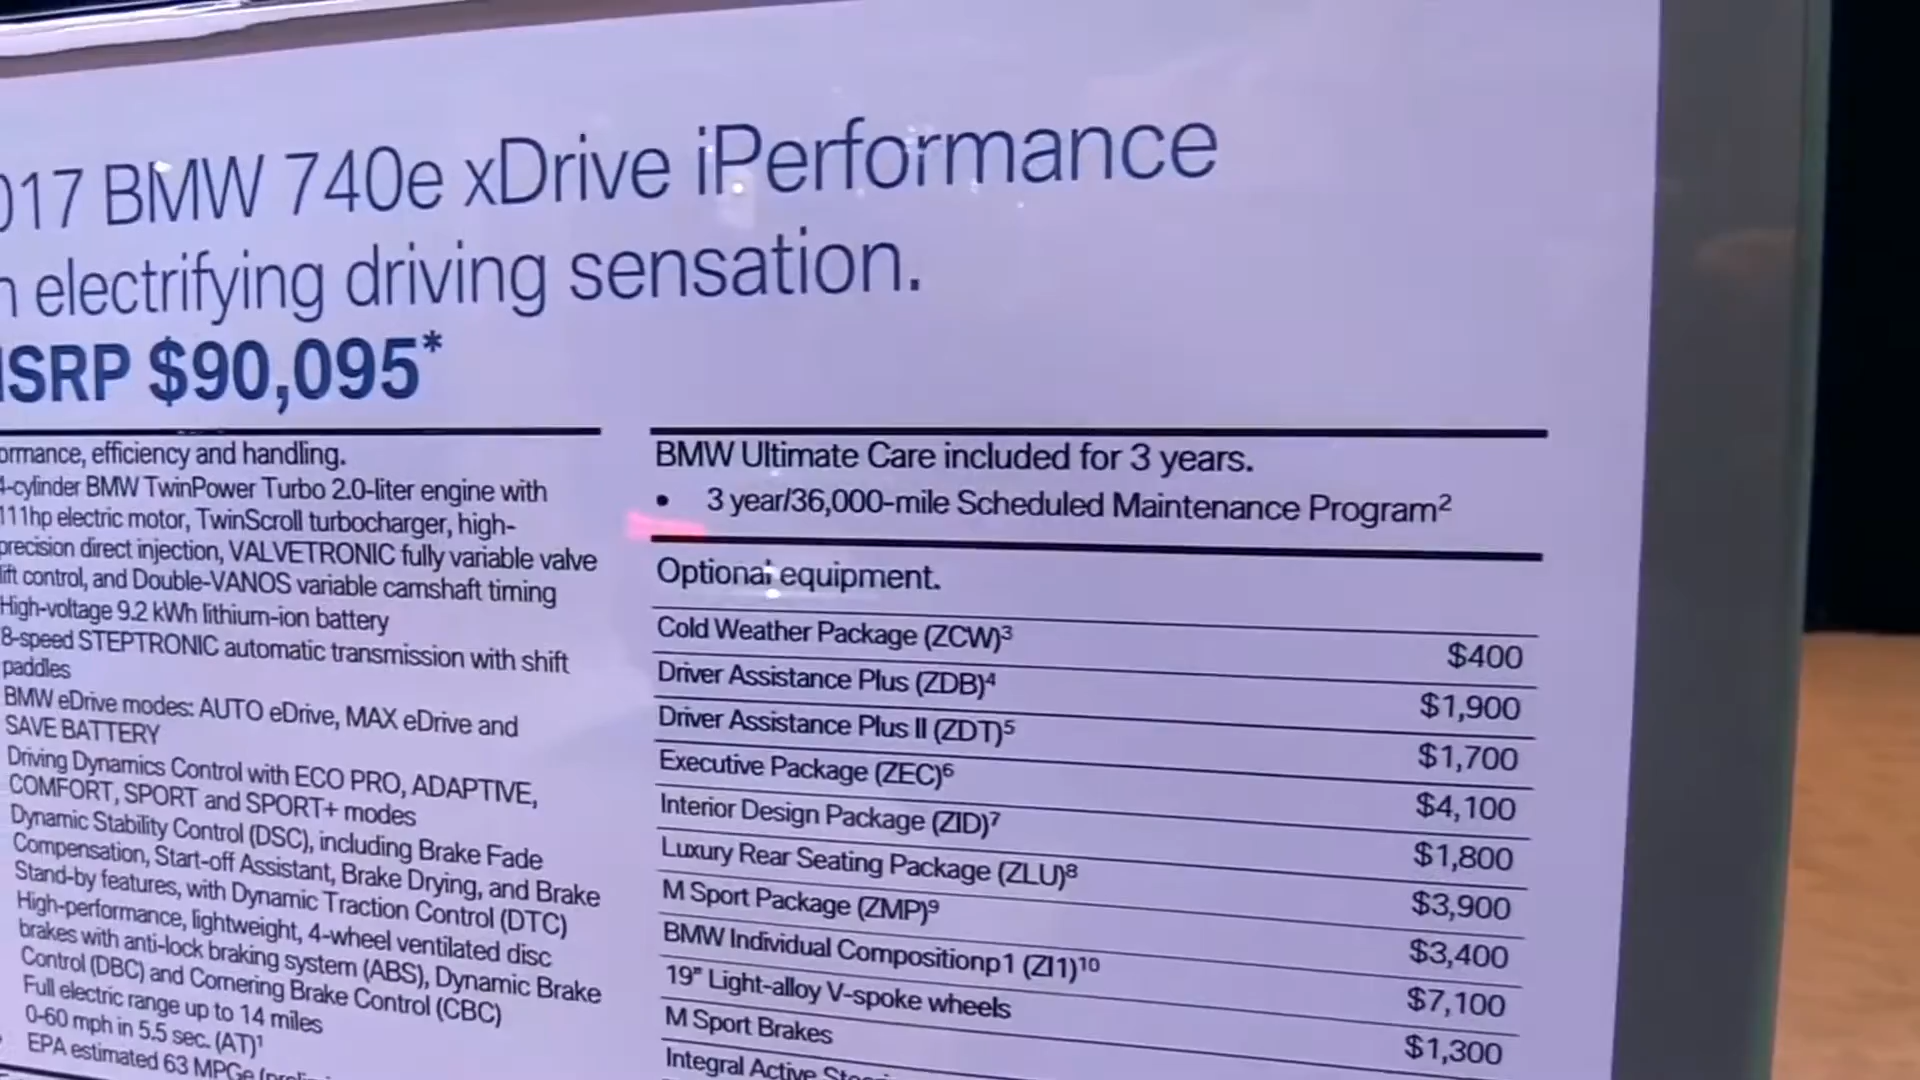 017 BMW 740e xDrive iPerformance
n electrifying driving sensation.
MSRP $90,095*
ormance, efficiency and handling.
4-cylinder BMW TwinPower Turbo 2.0-liter engine with
111hp electric motor, TwinScroll turbocharger, high-
precision direct injection, VALVETRONIC fully variable valve
lift control, and Double-VANOS variable camshaft timing
High-voltage 9.2 kWh lithium-ion battery
8-speed STEPTRONIC automatic transmission with shift
paddles
BMW eDrive modes: AUTO eDrive, MAX eDrive and
SAVE BATTERY
Driving Dynamics Control with ECO PRO, ADAPTIVE,
COMFORT, SPORT and SPORT+ modes
Dynamic Stability Control (DSC), including Brake Fade
Compensation, Start-off Assistant, Brake Drying, and Brake
Stand-by features, with Dynamic Traction Control (DTC)
High-performance, lightweight, 4-wheel ventilated disc
brakes with anti-lock braking system (ABS), Dynamic Brake
Control (DBC) and Cornering Brake Control (CBC)
Full electric range up to 14 miles
0-60 mph in 5.5 sec. (AT)¹
EPA estimated 63 MPGe
BMW Ultimate Care included for 3 years.
• 3 year/36,000-mile Scheduled Maintenance Program²
Optional equipment.
Cold Weather Package (ZCW)³ $400
Driver Assistance Plus (ZDB)⁴ $1,900
Driver Assistance Plus II (ZDT)⁵ $1,700
Executive Package (ZEC)⁶ $4,100
Interior Design Package (ZID)⁷ $1,800
Luxury Rear Seating Package (ZLU)⁸ $3,900
M Sport Package (ZMP)⁹ $3,400
BMW Individual Compositionp1 (ZI1)¹⁰ $7,100
19” Light-alloy V-spoke wheels $1,300
M Sport Brakes
Integral Active